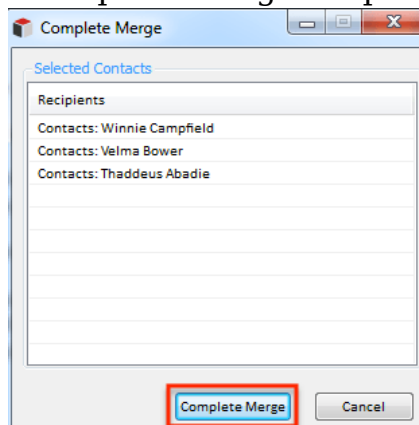 Complete Merge
Selected Contacts
Recipients
Contacts: Winnie Campfield
Contacts: Velma Bower
Contacts: Thaddeus Abadie
Complete Merge
Cancel